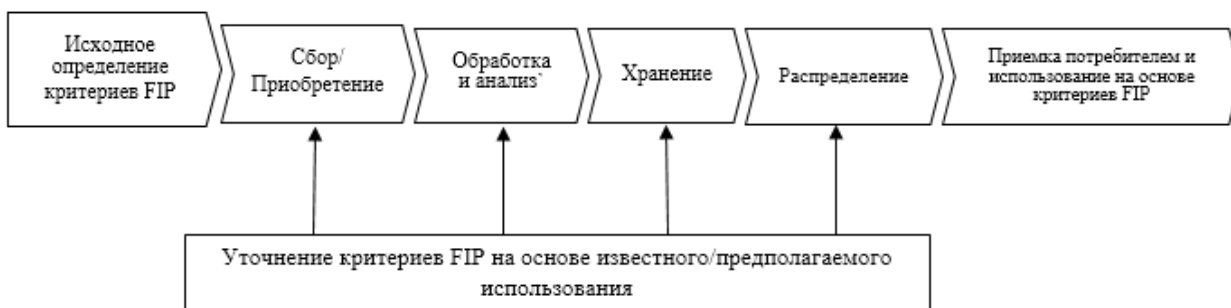 Исходное
определение
критериев FIP
Сбор/
Приобретение
Обработка
и анализ`
Хранение
Распределение
Приемка потребителем и
использование на основе
критериев FIP
Уточнение критериев FIP на основе известного/предполагаемого
использования